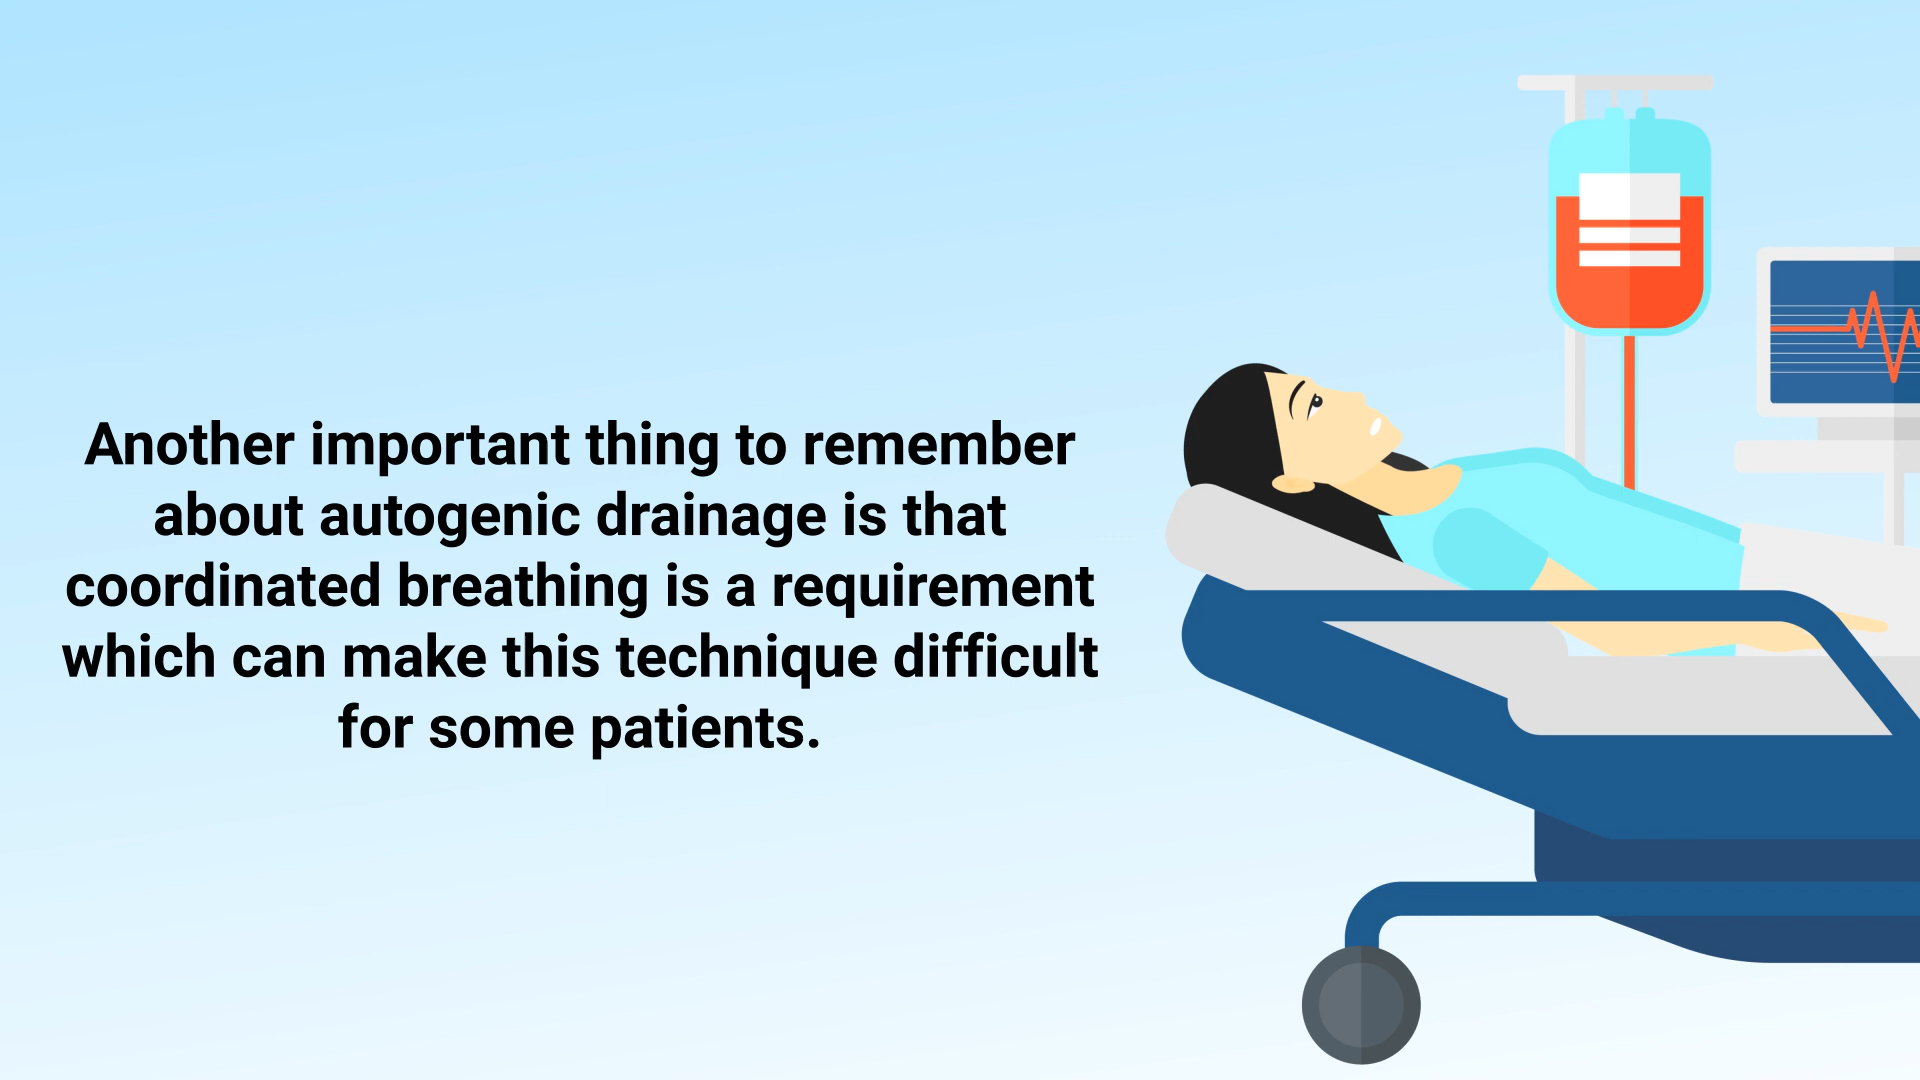 Another important thing to remember
about autogenic drainage is that
coordinated breathing is a requirement
which can make this technique difficult
for some patients.